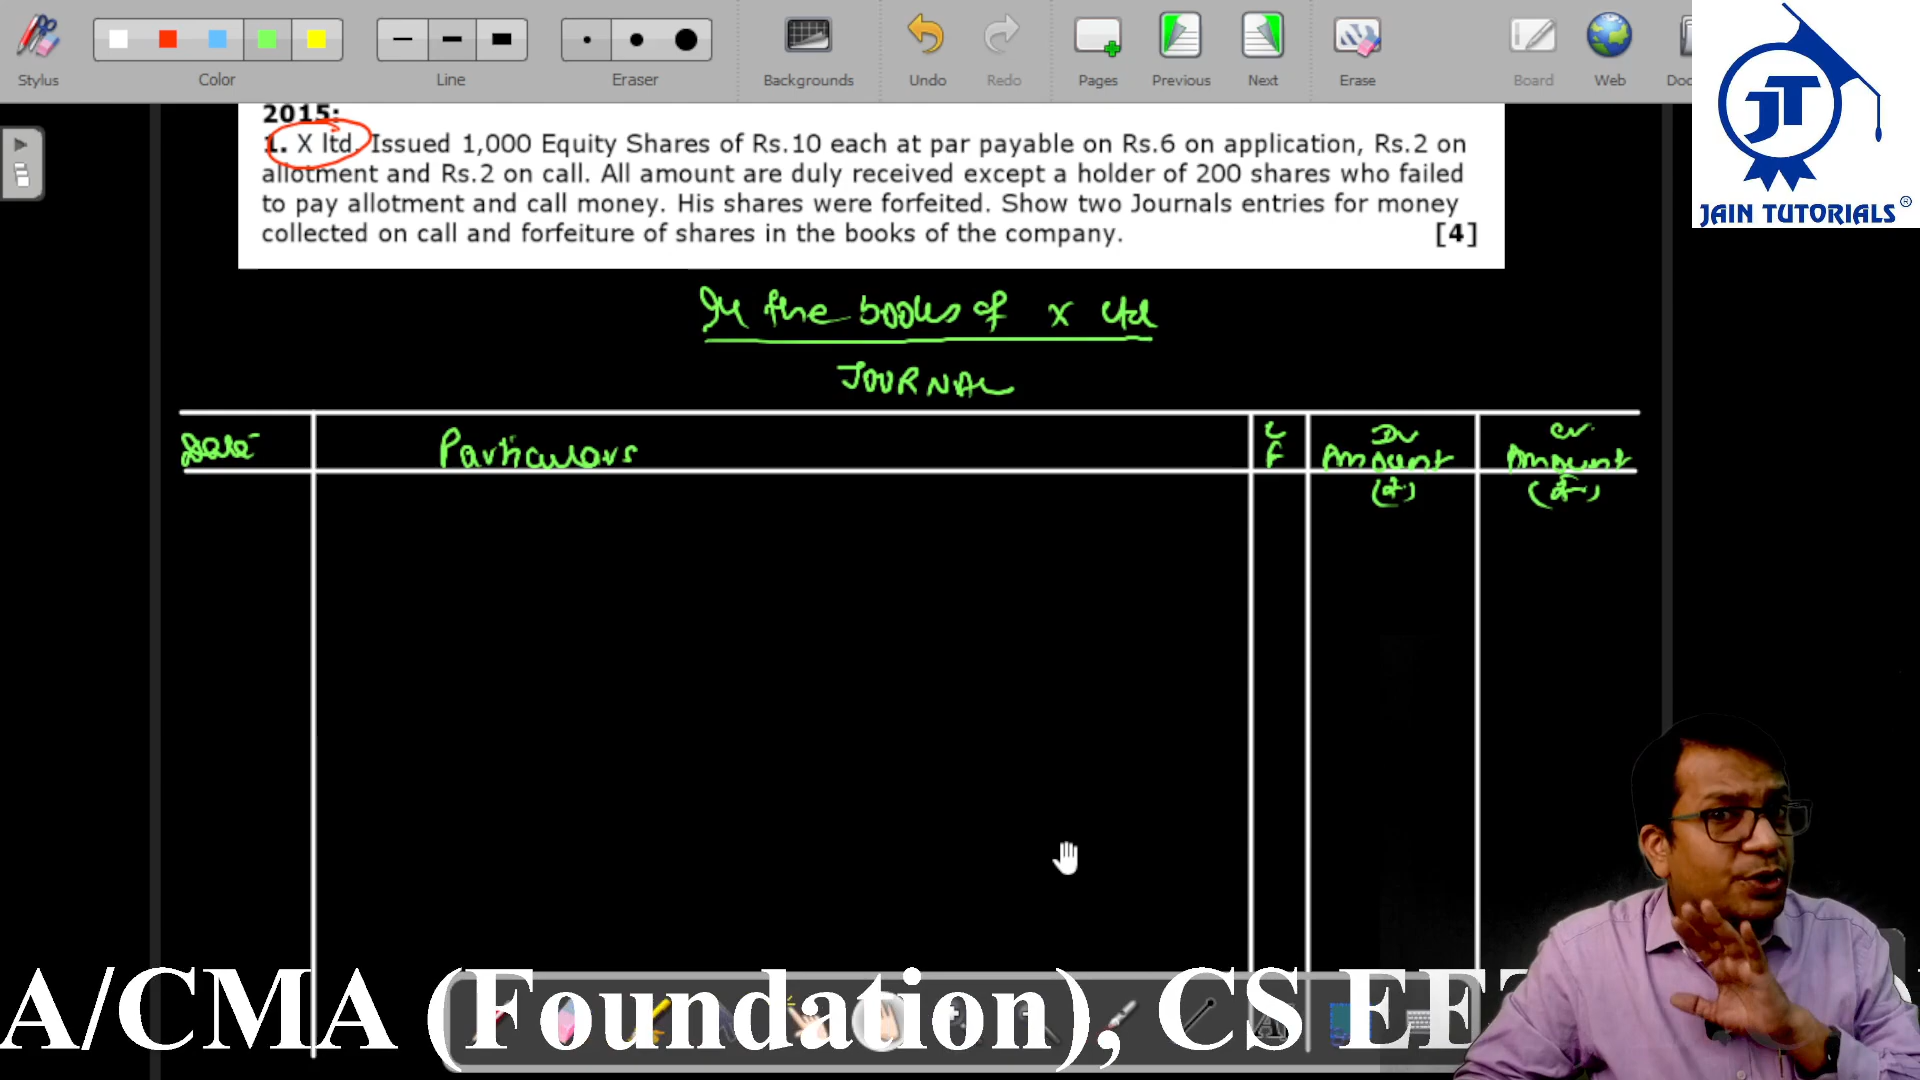 Stylus
Color
Line
Eraser
Backgrounds
Undo
Redo
Pages
Previous
Next
Erase
Board
Web
JT
JAIN TUTORIALS®
2015:
1. X ltd. Issued 1,000 Equity Shares of Rs.10 each at par payable on Rs.6 on application, Rs.2 on
allotment and Rs.2 on call. All amount are duly received except a holder of 200 shares who failed
to pay allotment and call money. His shares were forfeited. Show two Journals entries for money
collected on call and forfeiture of shares in the books of the company. [4]
In the books of X Ltd
JOURNAL
Date Particulars L F Dr Amount (₹) Cr Amount (₹)
A/CMA (Foundation), CS EET